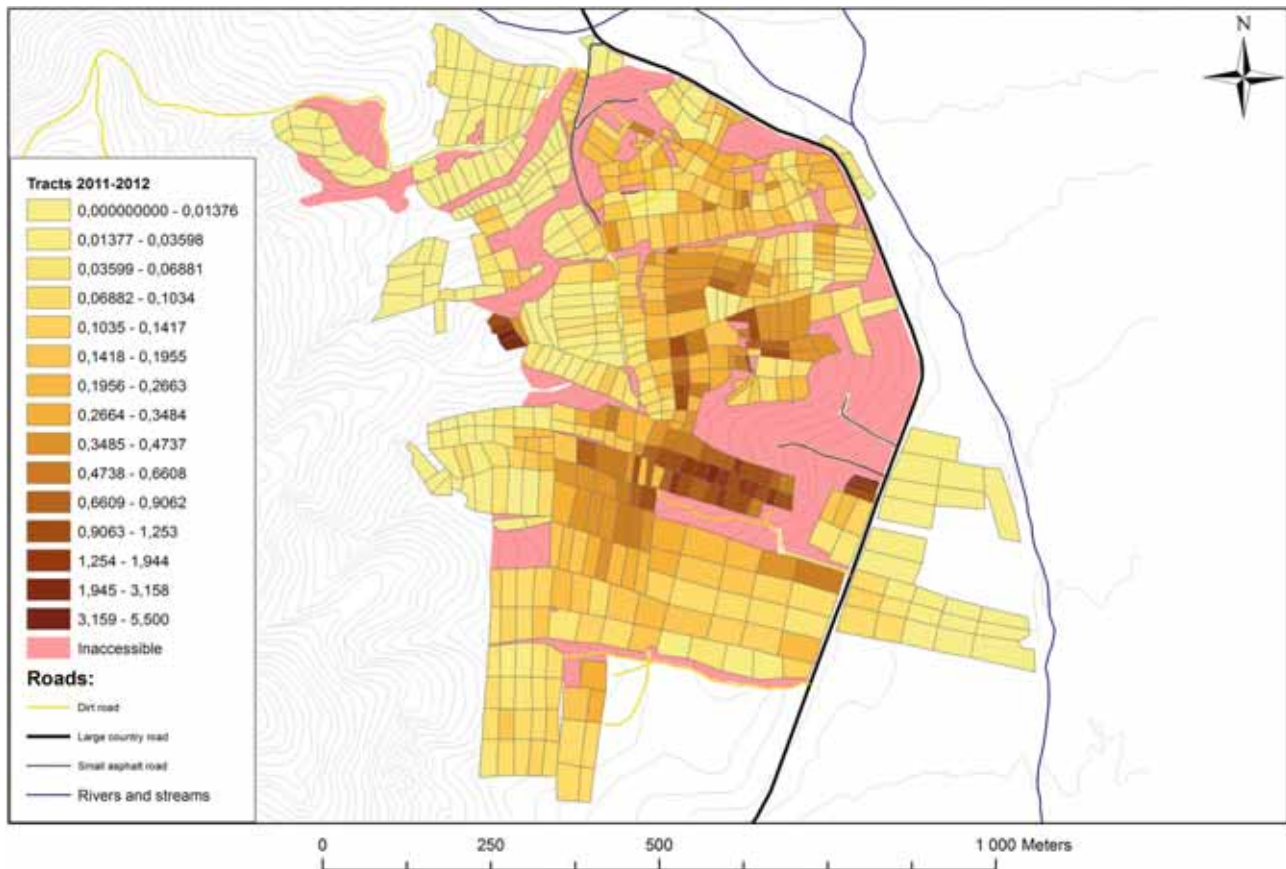 N
Tracts 2011-2012
0,000000000 - 0,01376
0,01377 - 0,03598
0,03599 - 0,06881
0,06882 - 0,1034
0,1035 - 0,1417
0,1418 - 0,1955
0,1956 - 0,2663
0,2664 - 0,3484
0,3485 - 0,4737
0,4738 - 0,6608
0,6609 - 0,9062
0,9063 - 1,253
1,254 - 1,944
1,945 - 3,158
3,159 - 5,500
Inaccessible
Roads:
Dirt road
Large country road
Small asphalt road
Rivers and streams
0 250 500 1 000 Meters